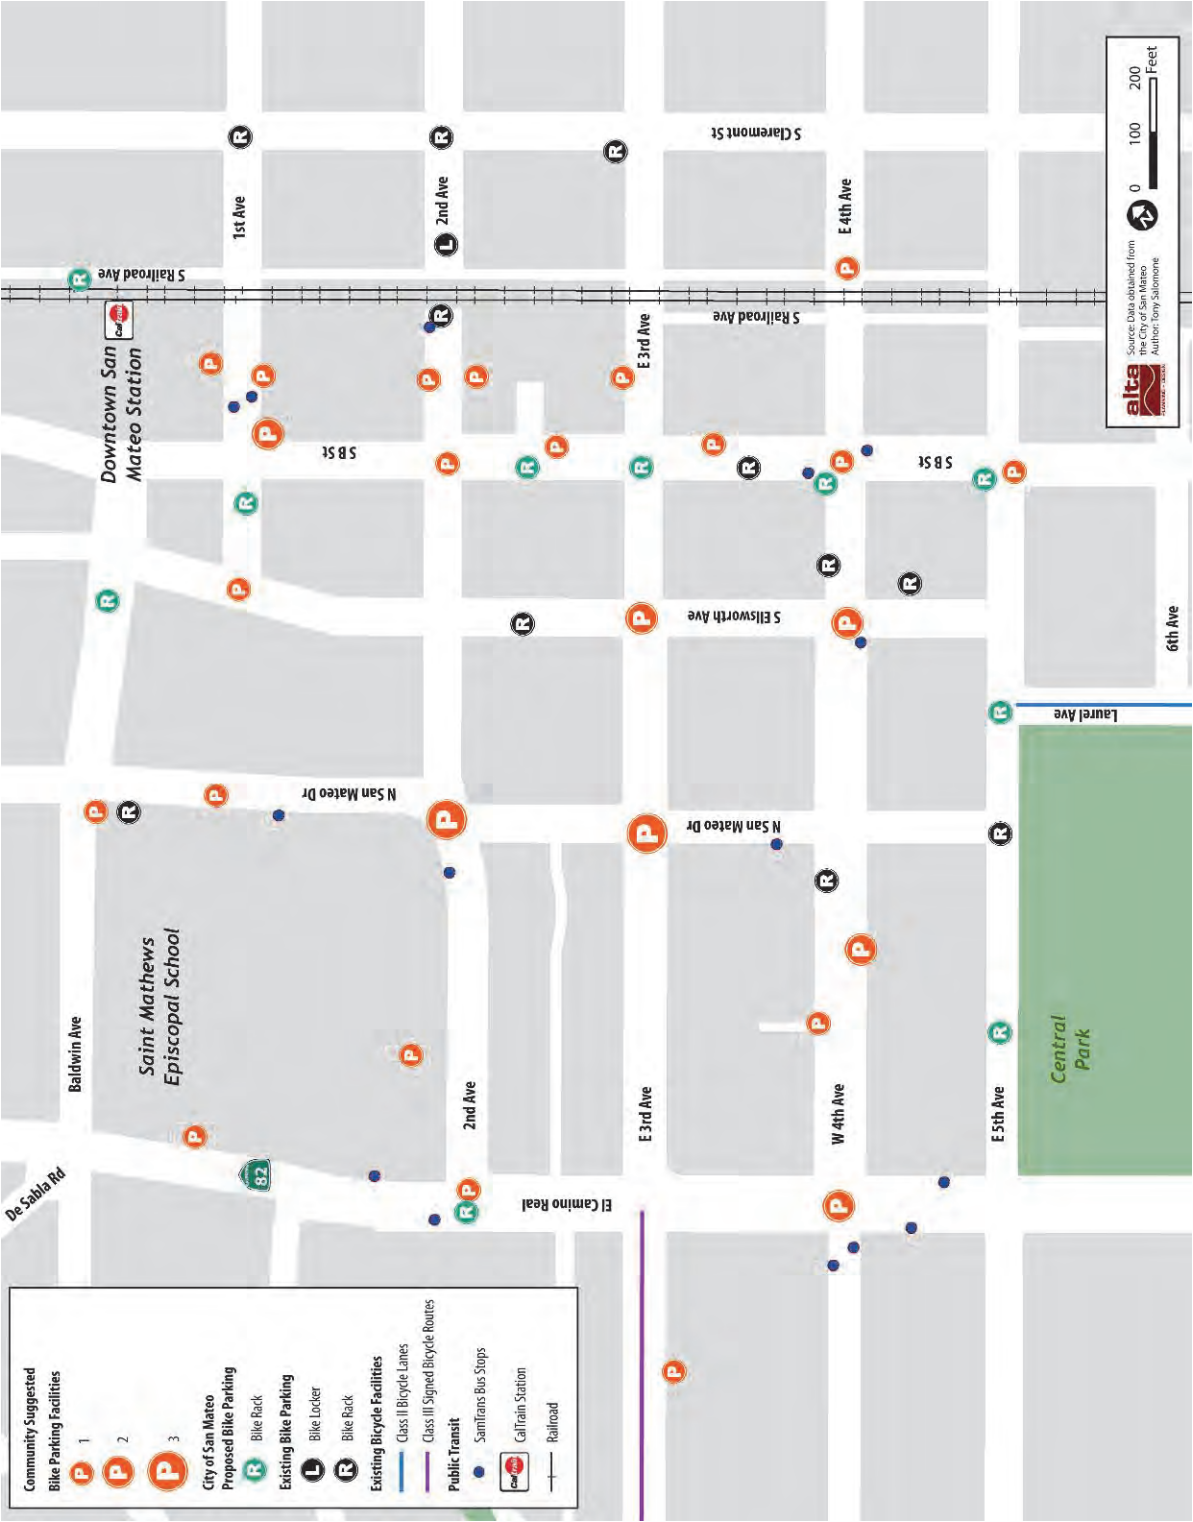 Community Suggested
Bike Parking Facilities
P 1
P 2
P 3
City of San Mateo
Proposed Bike Parking
R Bike Rack
Existing Bike Parking
L Bike Locker
R Bike Rack
Existing Bicycle Facilities
Class II Bicycle Lanes
Class III Signed Bicycle Routes
Public Transit
SamTrans Bus Stops
CalTrain Station
Railroad
De Sabla Rd
Baldwin Ave
Saint Mathews
Episcopal School
82
2nd Ave
El Camino Real
E 3rd Ave
W 4th Ave
E 5th Ave
Central
Park
N San Mateo Dr
N San Mateo Dr
Laurel Ave
6th Ave
S Ellsworth Ave
S B St
S B St
Downtown San
Mateo Station
E 3rd Ave
S Railroad Ave
S Railroad Ave
1st Ave
2nd Ave
E 4th Ave
S Claremont St
alta
Source: Data obtained from
the City of San Mateo
Author: Tony Salomone
N
0 100 200
Feet